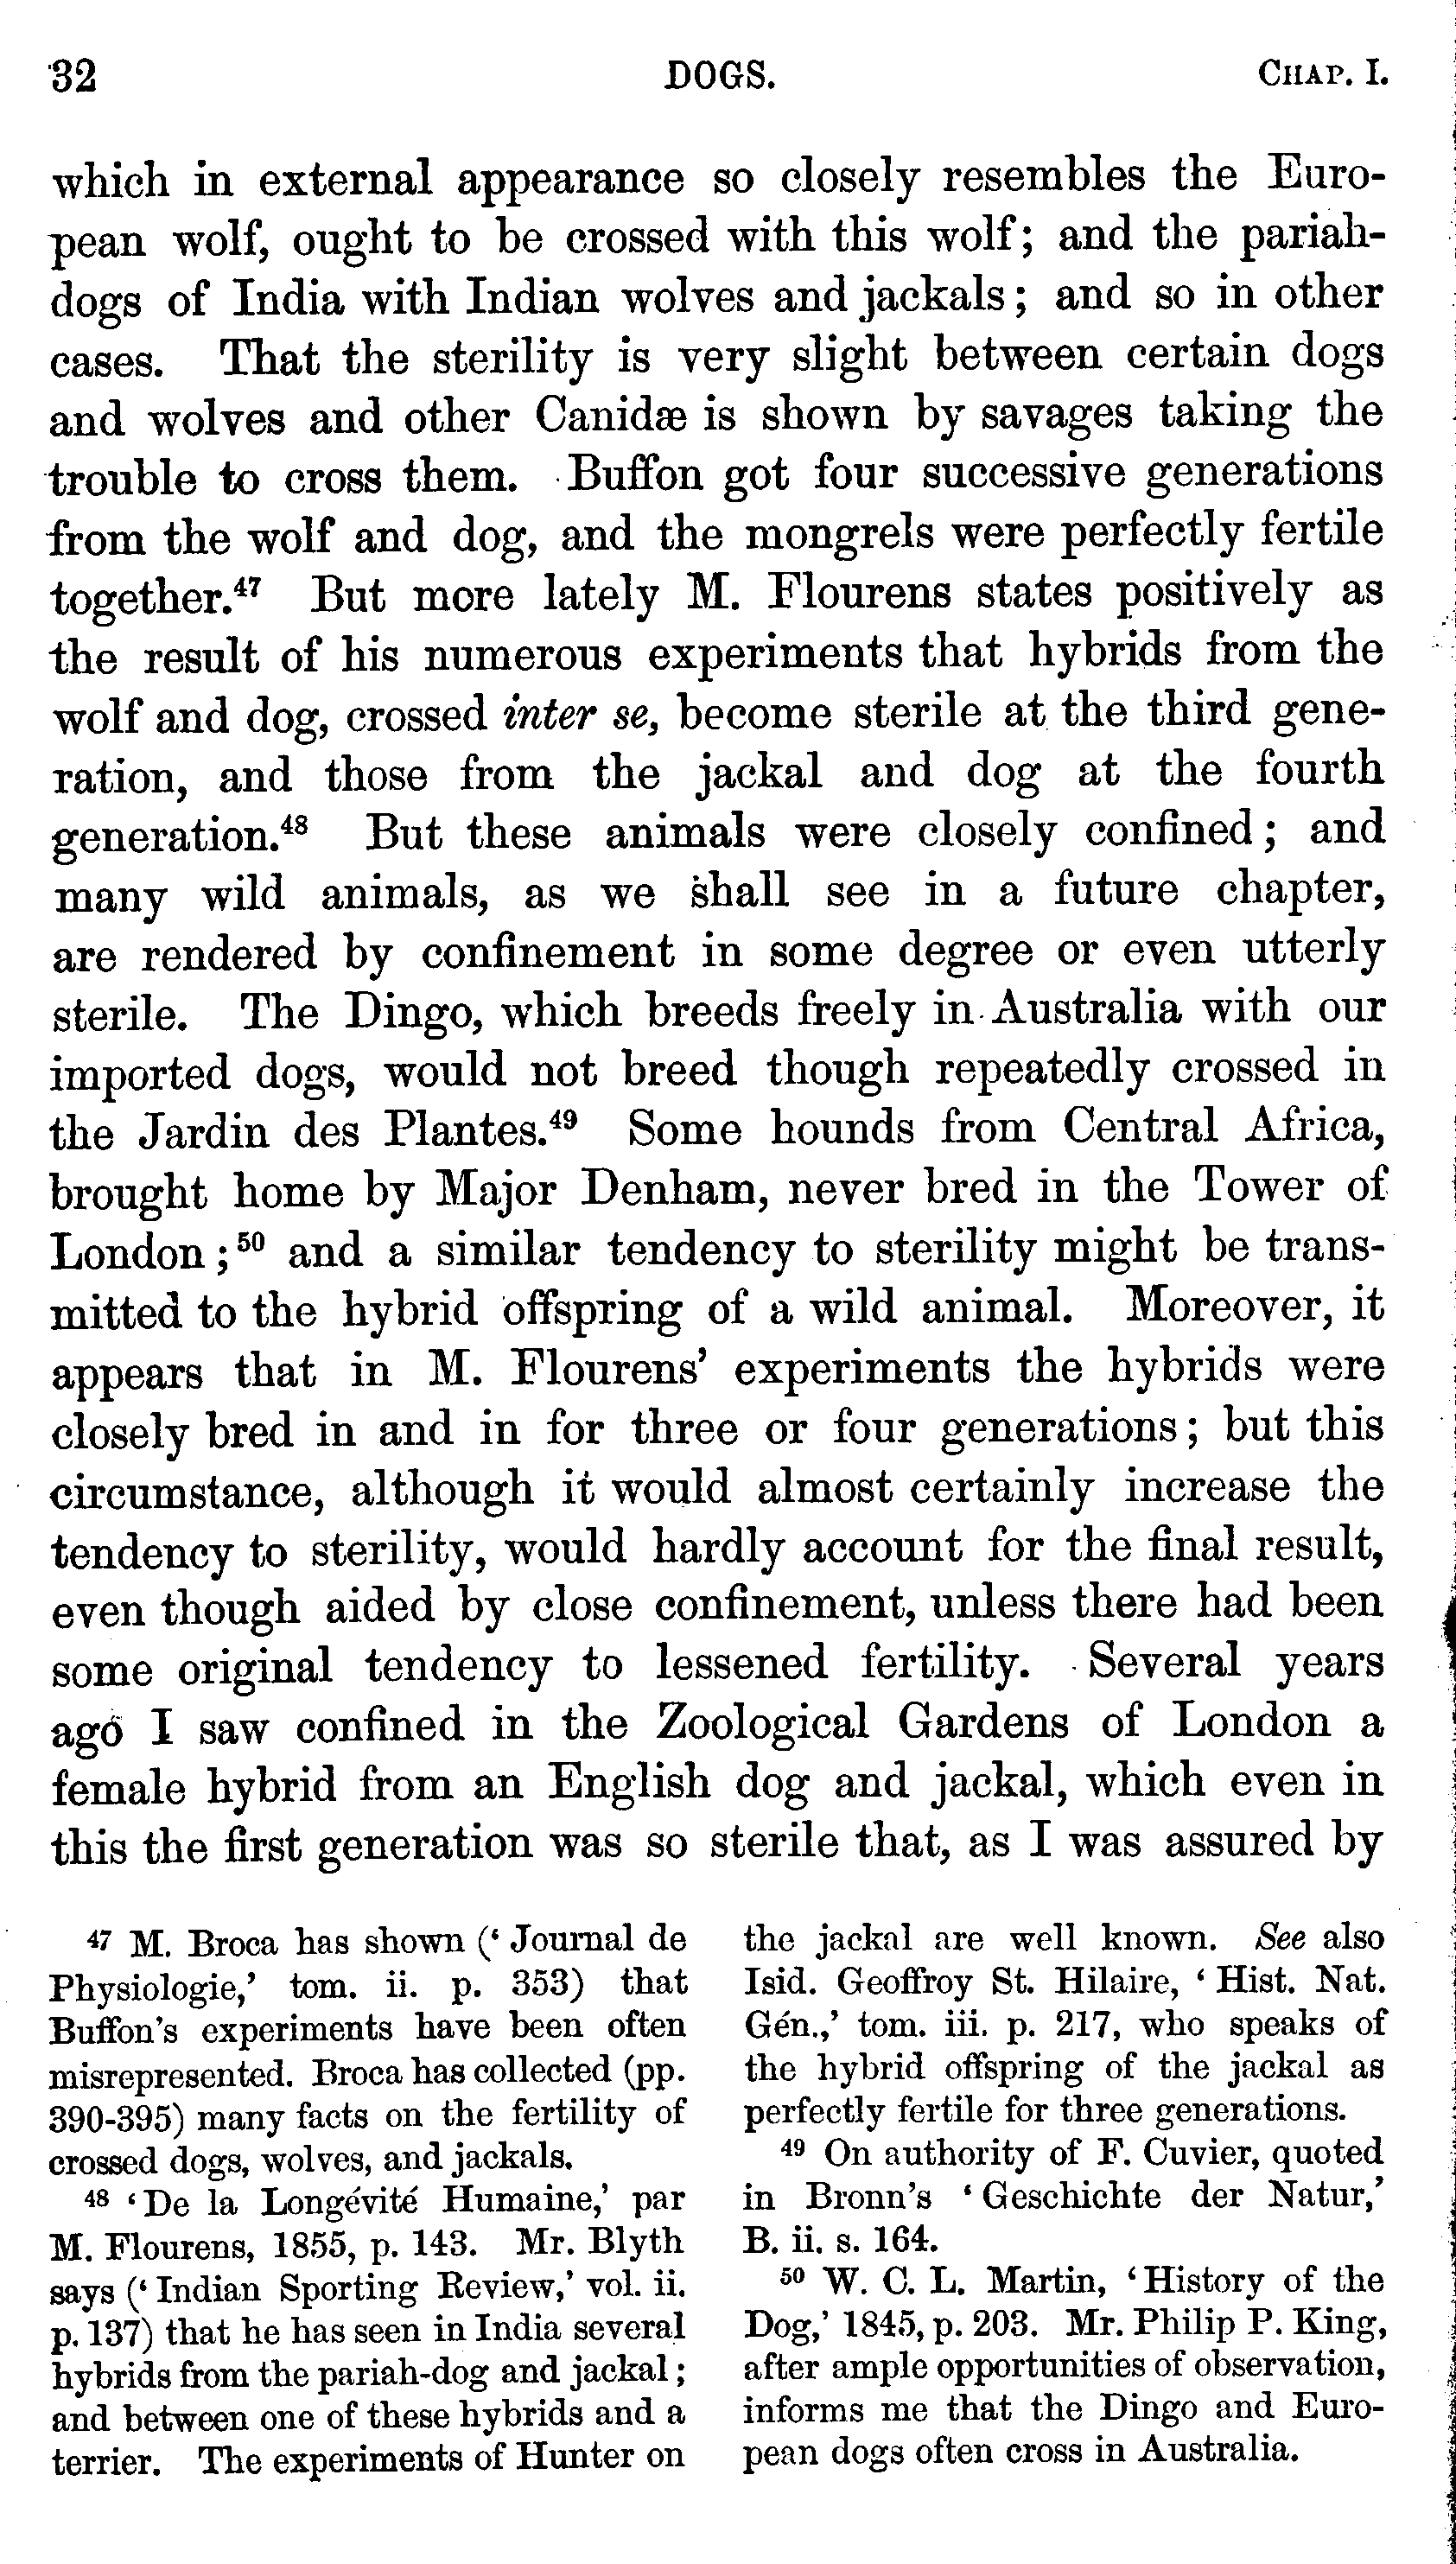 32 DOGS. CHAP. I.
which in external appearance so closely resembles the Euro-
pean wolf, ought to be crossed with this wolf; and the pariah-
dogs of India with Indian wolves and jackals; and so in other
cases. That the sterility is very slight between certain dogs
and wolves and other Canidæ is shown by savages taking the
trouble to cross them. Buffon got four successive generations
from the wolf and dog, and the mongrels were perfectly fertile
together.⁴⁷ But more lately M. Flourens states positively as
the result of his numerous experiments that hybrids from the
wolf and dog, crossed inter se, become sterile at the third gene-
ration, and those from the jackal and dog at the fourth
generation.⁴⁸ But these animals were closely confined; and
many wild animals, as we shall see in a future chapter,
are rendered by confinement in some degree or even utterly
sterile. The Dingo, which breeds freely in Australia with our
imported dogs, would not breed though repeatedly crossed in
the Jardin des Plantes.⁴⁹ Some hounds from Central Africa,
brought home by Major Denham, never bred in the Tower of
London;⁵⁰ and a similar tendency to sterility might be trans-
mitted to the hybrid offspring of a wild animal. Moreover, it
appears that in M. Flourens' experiments the hybrids were
closely bred in and in for three or four generations; but this
circumstance, although it would almost certainly increase the
tendency to sterility, would hardly account for the final result,
even though aided by close confinement, unless there had been
some original tendency to lessened fertility. Several years
ago I saw confined in the Zoological Gardens of London a
female hybrid from an English dog and jackal, which even in
this the first generation was so sterile that, as I was assured by
⁴⁷ M. Broca has shown ('Journal de
Physiologie,' tom. ii. p. 353) that
Buffon's experiments have been often
misrepresented. Broca has collected (pp.
390-395) many facts on the fertility of
crossed dogs, wolves, and jackals.
⁴⁸ 'De la Longévité Humaine,' par
M. Flourens, 1855, p. 143. Mr. Blyth
says ('Indian Sporting Review,' vol. ii.
p. 137) that he has seen in India several
hybrids from the pariah-dog and jackal;
and between one of these hybrids and a
terrier. The experiments of Hunter on
the jackal are well known. See also
Isid. Geoffroy St. Hilaire, 'Hist. Nat.
Gén.,' tom. iii. p. 217, who speaks of
the hybrid offspring of the jackal as
perfectly fertile for three generations.
⁴⁹ On authority of F. Cuvier, quoted
in Bronn's 'Geschichte der Natur,'
B. ii. s. 164.
⁵⁰ W. C. L. Martin, 'History of the
Dog,' 1845, p. 203. Mr. Philip P. King,
after ample opportunities of observation,
informs me that the Dingo and Euro-
pean dogs often cross in Australia.